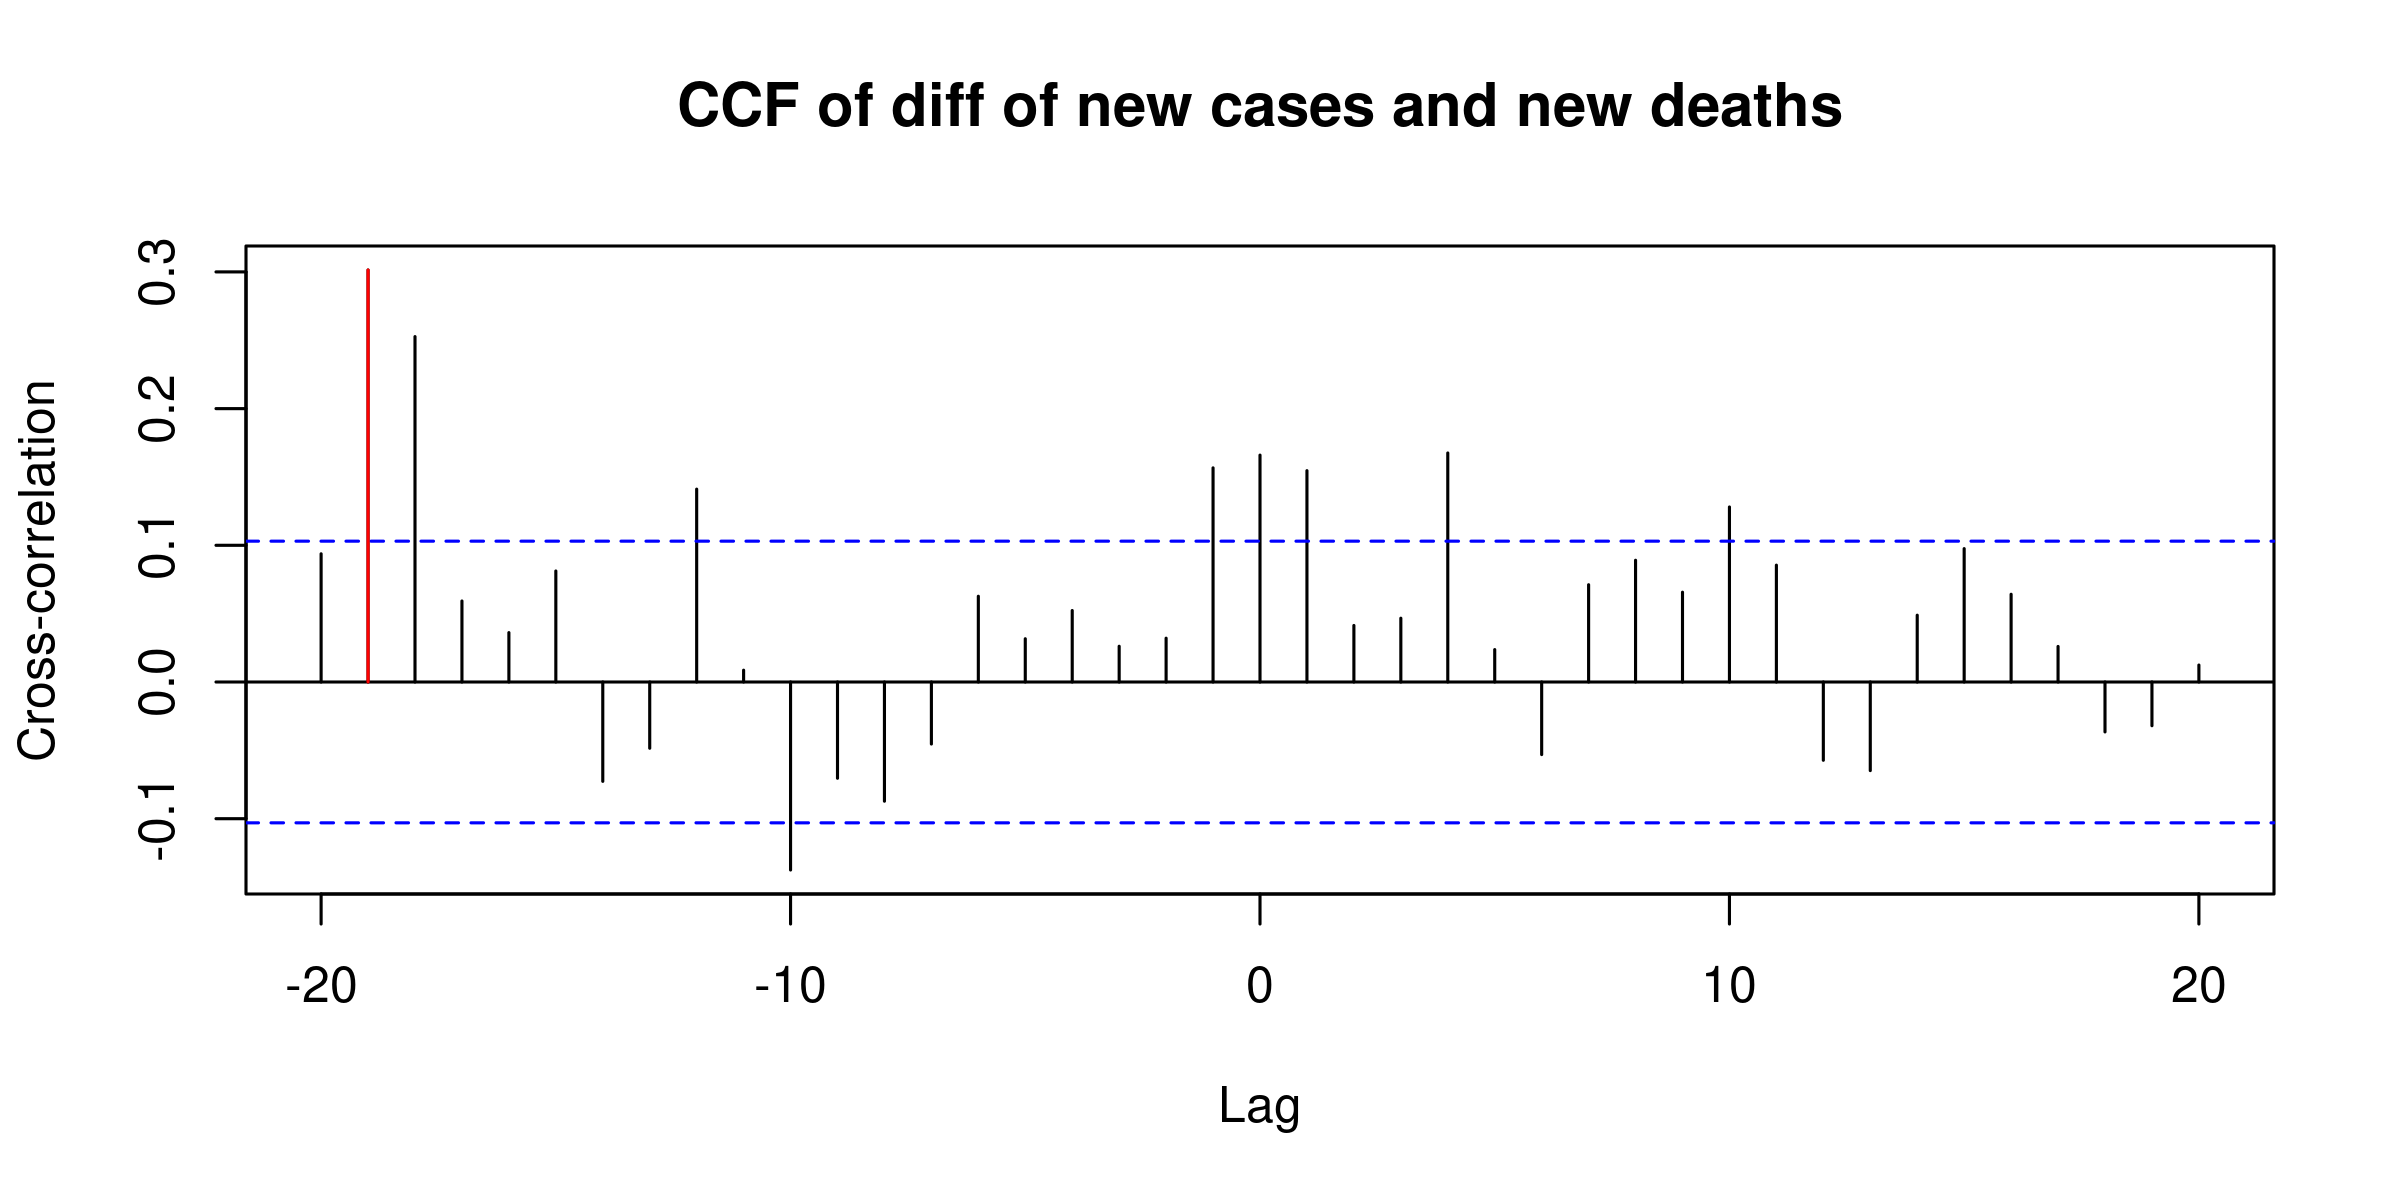 CCF of diff of new cases and new deaths
Cross-correlation
0.3
0.2
0.1
0.0
-0.1
-20 -10 0 10 20
Lag